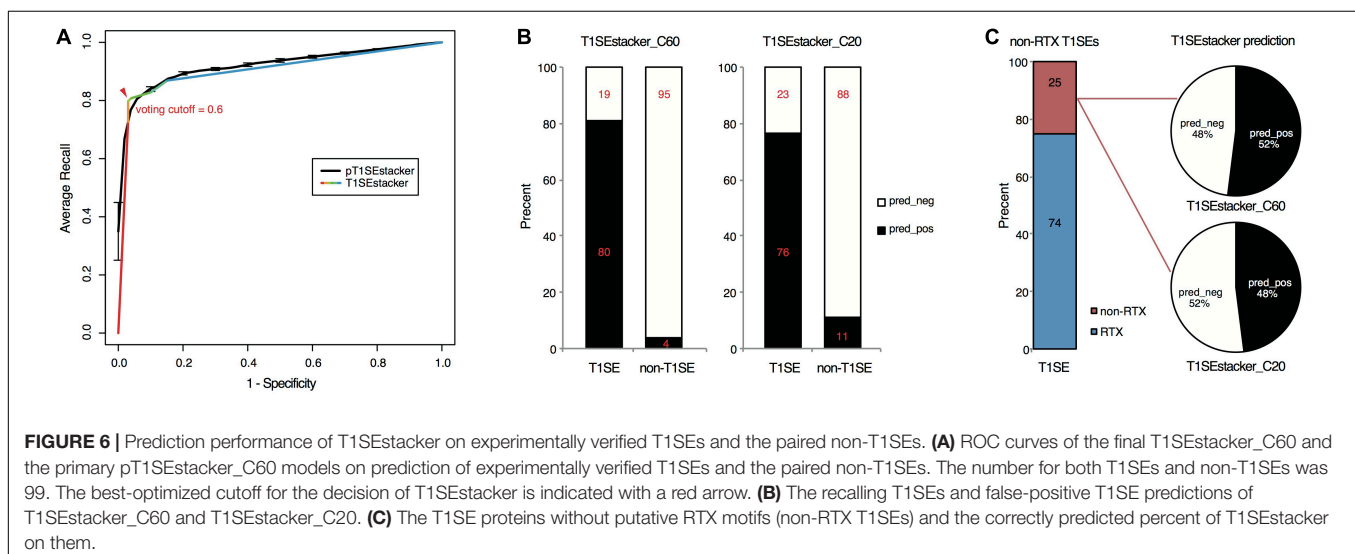 A
1.0
0.8
0.6
0.4
0.2
0.0
Average Recall
voting cutoff = 0.6
pT1SEstacker
T1SEstacker
0.0 0.2 0.4 0.6 0.8 1.0
1 - Specificity
B
T1SEstacker_C60
100
80
60
40
20
0
Precent
19
95
80
4
T1SE non-T1SE
T1SEstacker_C20
100
80
60
40
20
0
23
88
76
11
T1SE non-T1SE
pred_neg
pred_pos
C
non-RTX T1SEs
100
80
60
40
20
0
Precent
25
74
T1SE
non-RTX
RTX
T1SEstacker prediction
pred_neg
48%
pred_pos
52%
T1SEstacker_C60
pred_neg
52%
pred_pos
48%
T1SEstacker_C20
FIGURE 6 | Prediction performance of T1SEstacker on experimentally verified T1SEs and the paired non-T1SEs. (A) ROC curves of the final T1SEstacker_C60 and
the primary pT1SEstacker_C60 models on prediction of experimentally verified T1SEs and the paired non-T1SEs. The number for both T1SEs and non-T1SEs was
99. The best-optimized cutoff for the decision of T1SEstacker is indicated with a red arrow. (B) The recalling T1SEs and false-positive T1SE predictions of
T1SEstacker_C60 and T1SEstacker_C20. (C) The T1SE proteins without putative RTX motifs (non-RTX T1SEs) and the correctly predicted percent of T1SEstacker
on them.